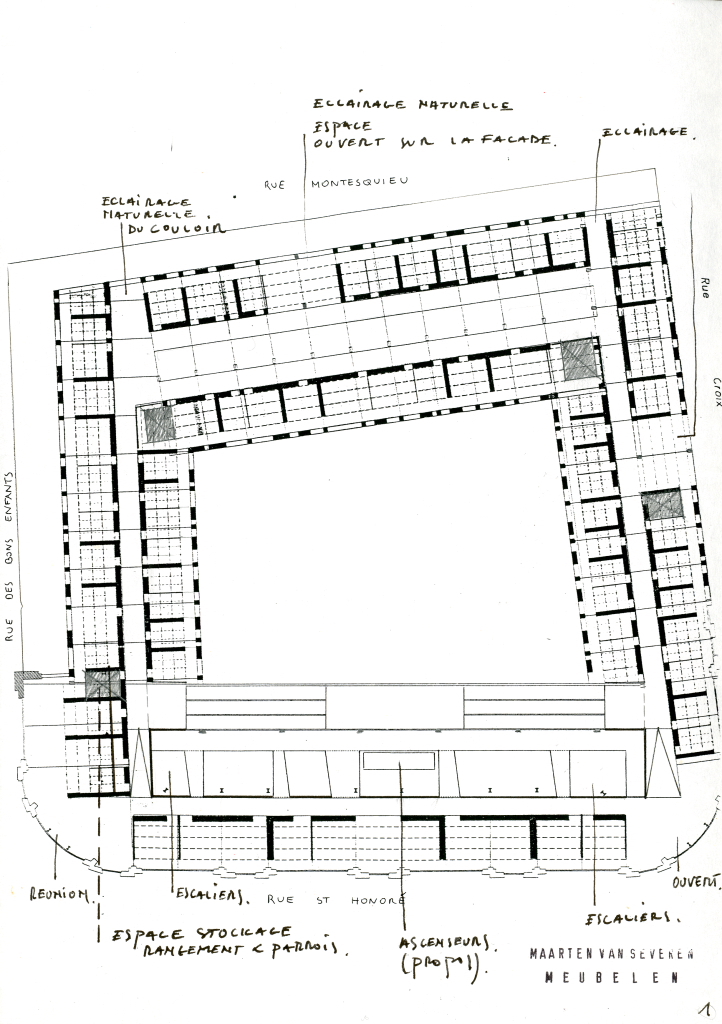 ECLAIRAGE NATURELLE
ESPACE
OUVERT SUR LA FACADE.
ECLAIRAGE.
RUE MONTESQUIEU
ECLAIRAGE
NATURELLE.
DU COULOIR
RUE
CROIX
RUE DES BONS ENFANTS
REUNION.
ESCALIERS.
RUE ST HONORÉ
OUVERT.
ESCALIERS.
ESPACE STOCKAGE
RANGEMENT < PARROIS.
ASCENSEURS.
(PROPOS).
MAARTEN VAN SEVEREN
MEUBELEN
1